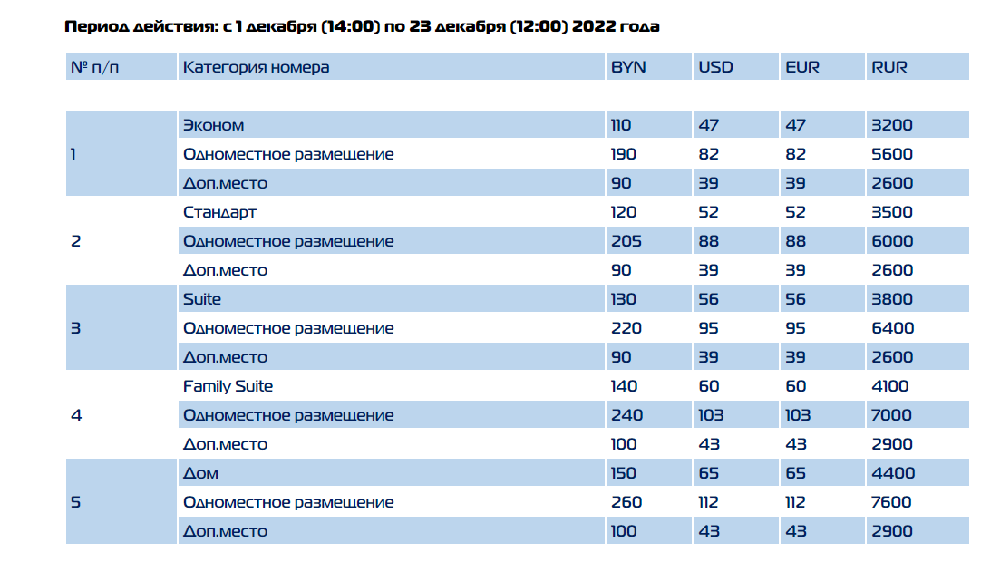 Период действия: с 1 декабря (14:00) по 23 декабря (12:00) 2022 года
№ п/п Категория номера BYN USD EUR RUR
Эконом 110 47 47 3200
1 Одноместное размещение 190 82 82 5600
Доп.место 90 39 39 2600
Стандарт 120 52 52 3500
2 Одноместное размещение 205 88 88 6000
Доп.место 90 39 39 2600
Suite 130 56 56 3800
3 Одноместное размещение 220 95 95 6400
Доп.место 90 39 39 2600
Family Suite 140 60 60 4100
4 Одноместное размещение 240 103 103 7000
Доп.место 100 43 43 2900
Дом 150 65 65 4400
5 Одноместное размещение 260 112 112 7600
Доп.место 100 43 43 2900